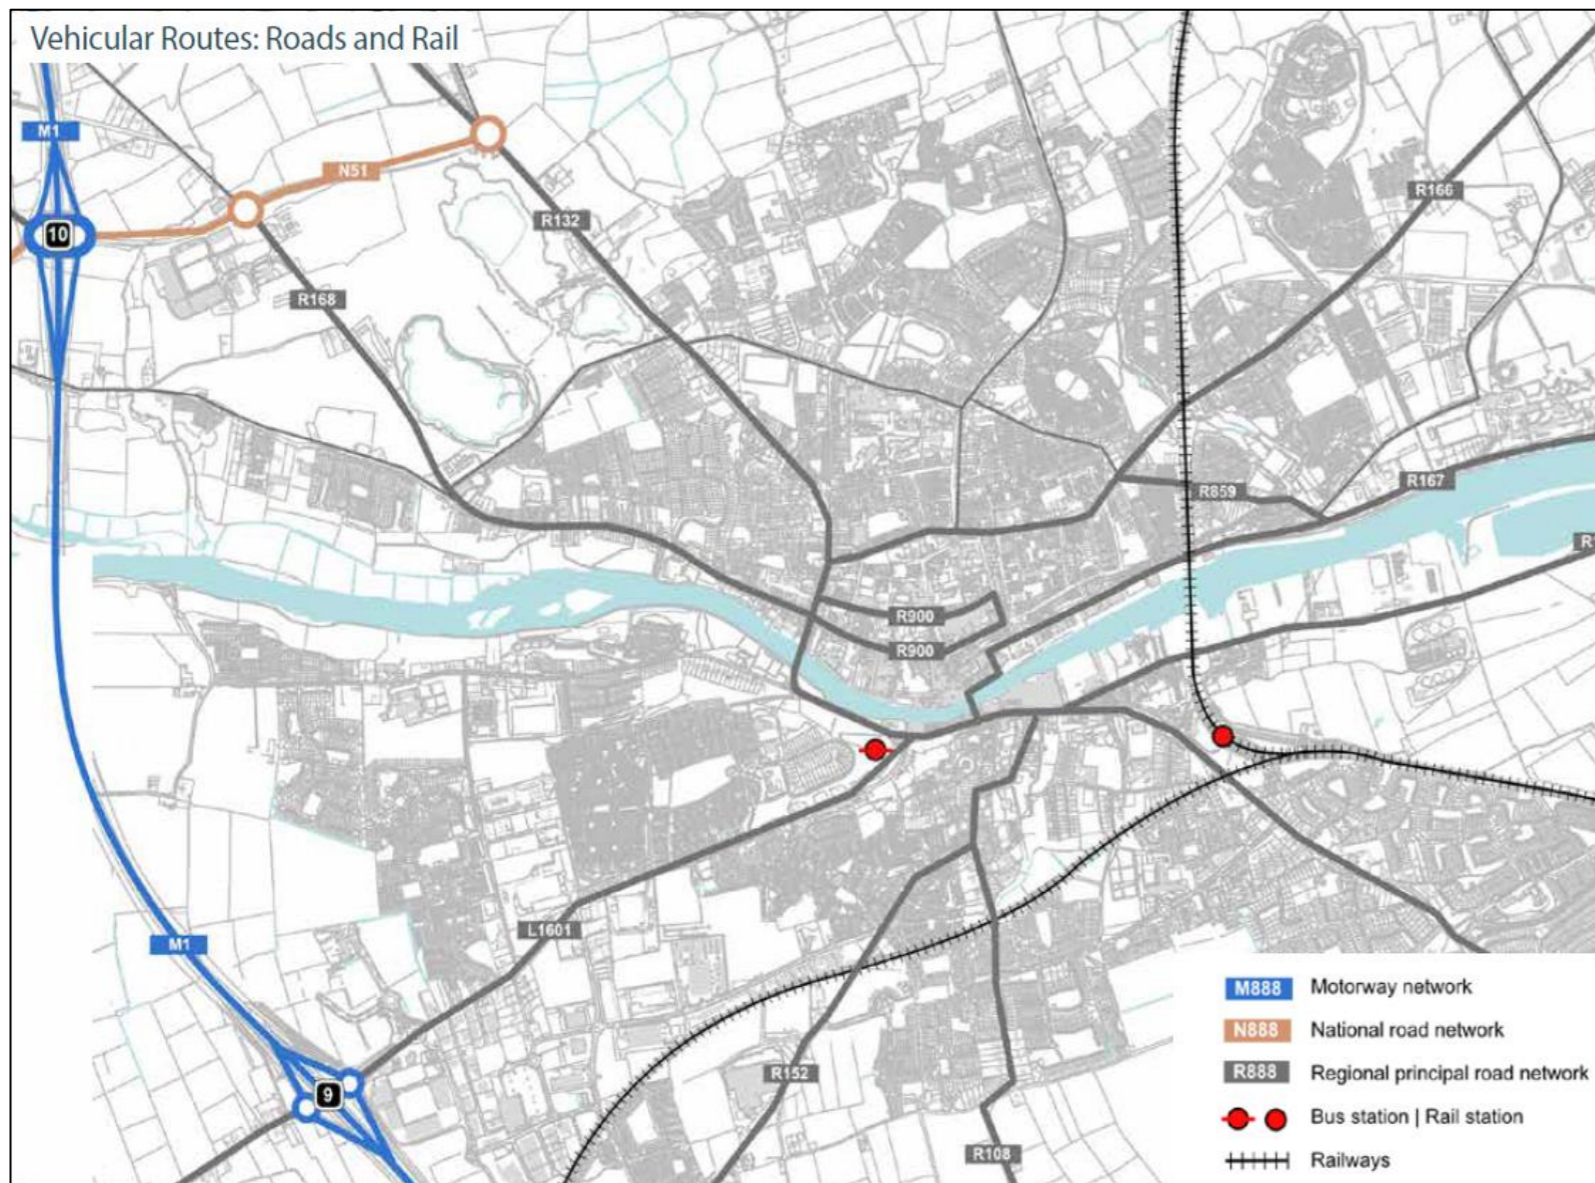 Vehicular Routes: Roads and Rail
M1
N51
R132
R166
10
R168
R859
R167
R900
R900
L1601
M1
9
R152
R108
M888 Motorway network
N888 National road network
R888 Regional principal road network
Bus station | Rail station
Railways